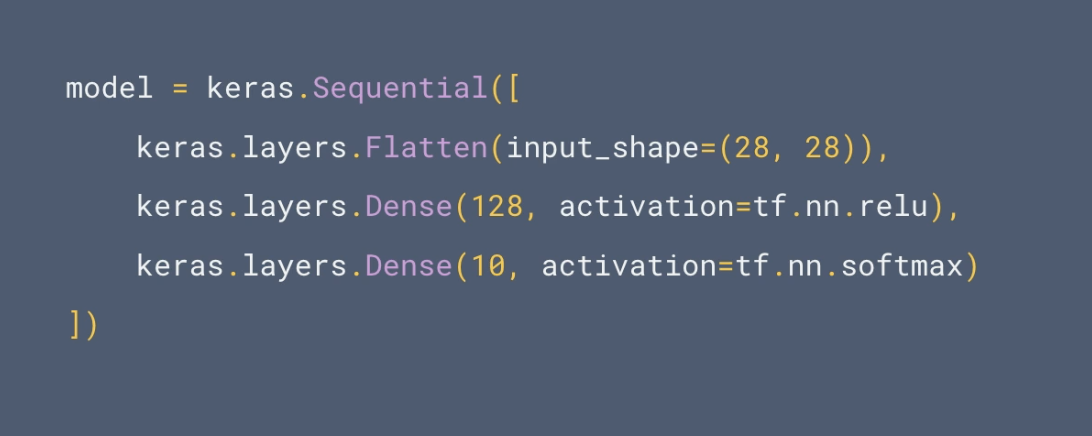 model = keras.Sequential([
    keras.layers.Flatten(input_shape=(28, 28)),
    keras.layers.Dense(128, activation=tf.nn.relu),
    keras.layers.Dense(10, activation=tf.nn.softmax)
])